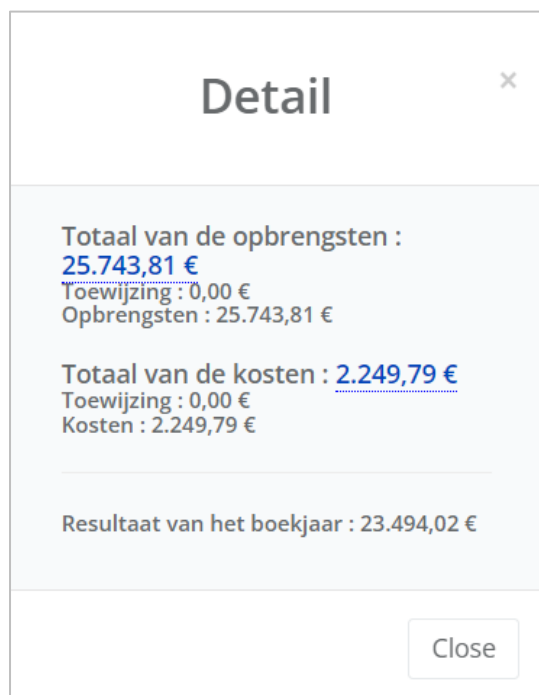 Detail
×
Totaal van de opbrengsten :
25.743,81 €
Toewijzing : 0,00 €
Opbrengsten : 25.743,81 €
Totaal van de kosten : 2.249,79 €
Toewijzing : 0,00 €
Kosten : 2.249,79 €
Resultaat van het boekjaar : 23.494,02 €
Close